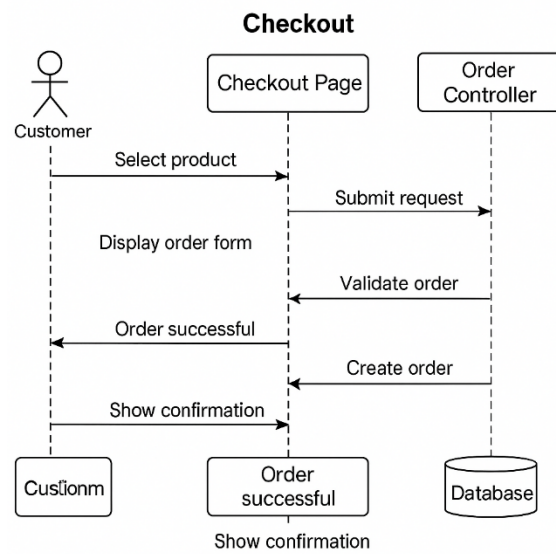 Checkout
Customer
Checkout Page
Order
Controller
Select product
Submit request
Display order form
Validate order
Order successful
Create order
Show confirmation
Order
successful
Database
Show confirmation